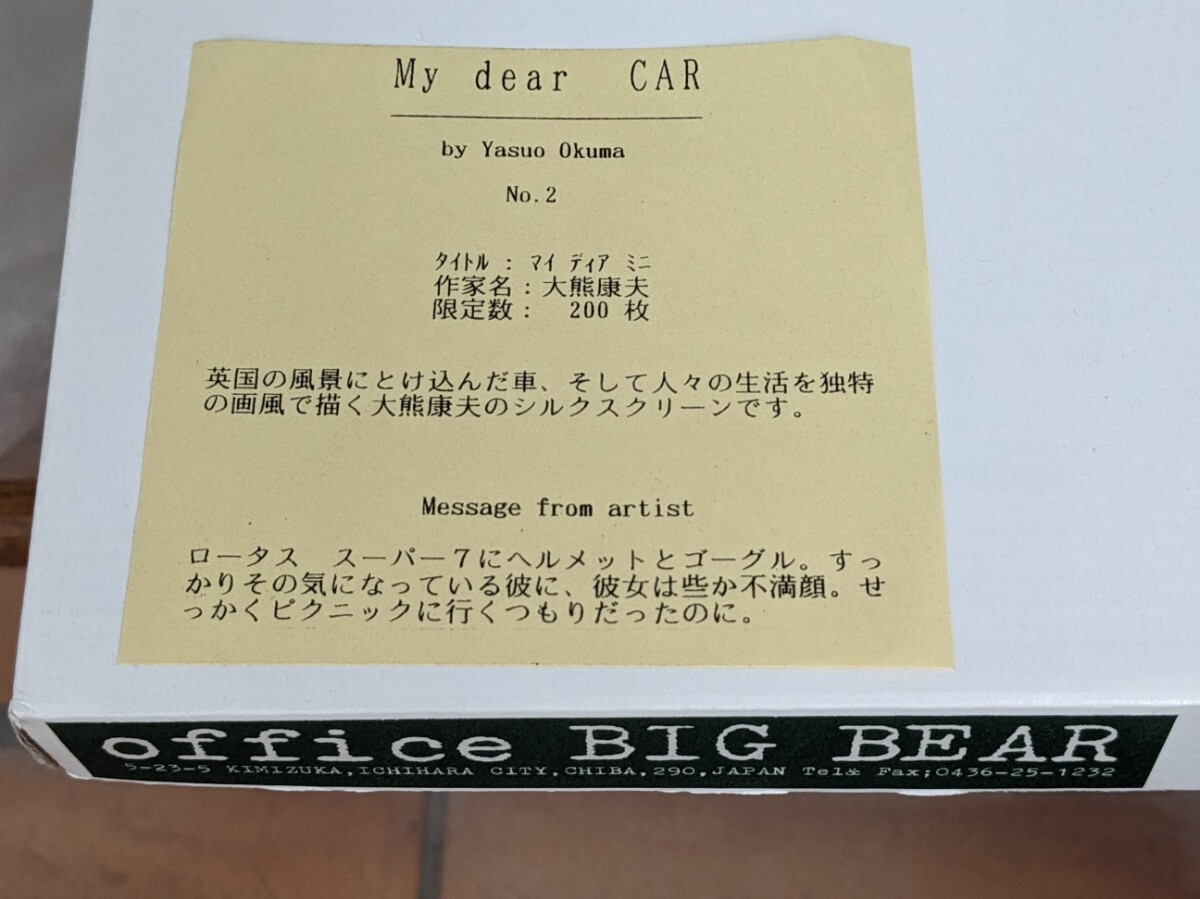 My dear CAR
by Yasuo Okuma
No.2
ﾀｲﾄﾙ : ﾏｲ ﾃﾞｨｱ ﾐﾆ
作家名：大熊康夫
限定数： 200 枚
英国の風景にとけ込んだ車、そして人々の生活を独特
の画風で描く大熊康夫のシルクスクリーンです。
Message from artist
ロータス スーパー７にヘルメットとゴーグル。すっ
かりその気になっている彼に、彼女は些か不満顔。せ
っかくピクニックに行くつもりだったのに。
office BIG BEAR
5-23-5 KIMIZUKA,ICHIHARA CITY,CHIBA,290,JAPAN Tel& Fax;0436-25-1232